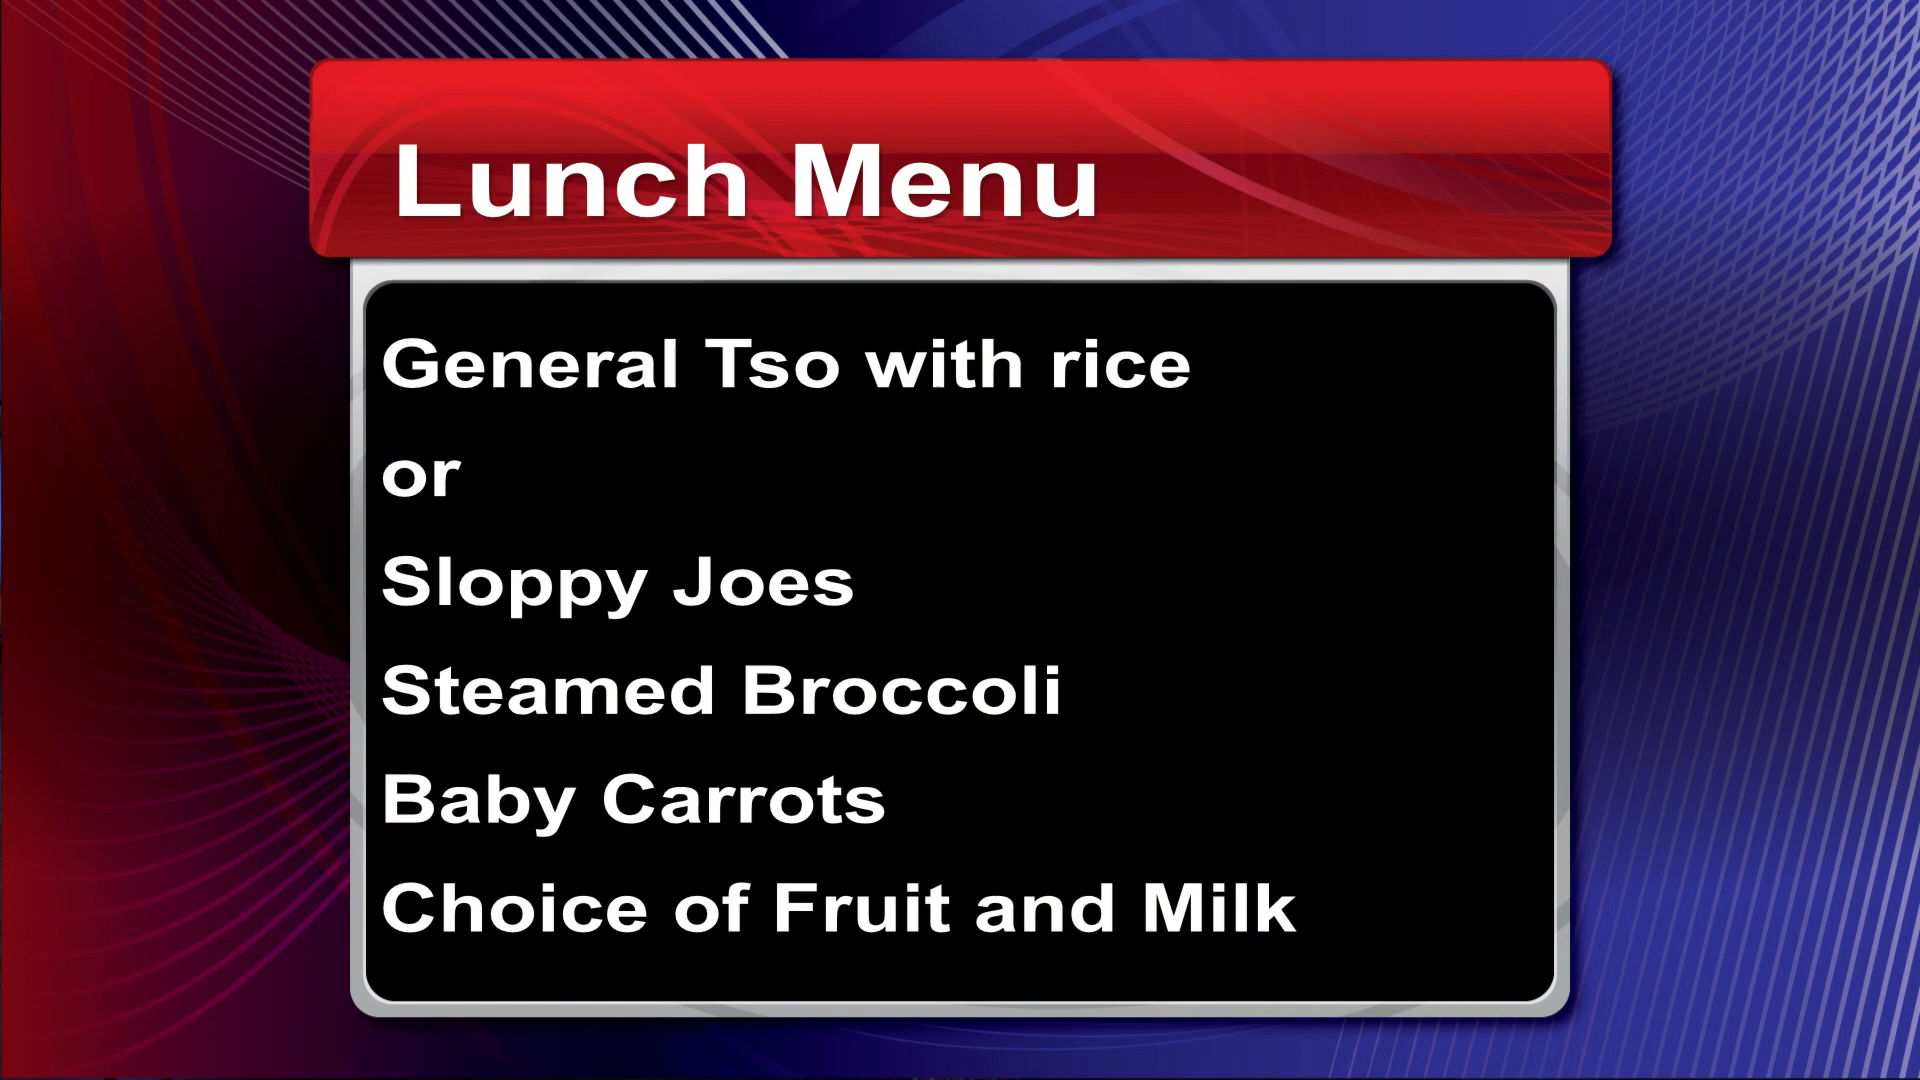 Lunch Menu
General Tso with rice
or
Sloppy Joes
Steamed Broccoli
Baby Carrots
Choice of Fruit and Milk